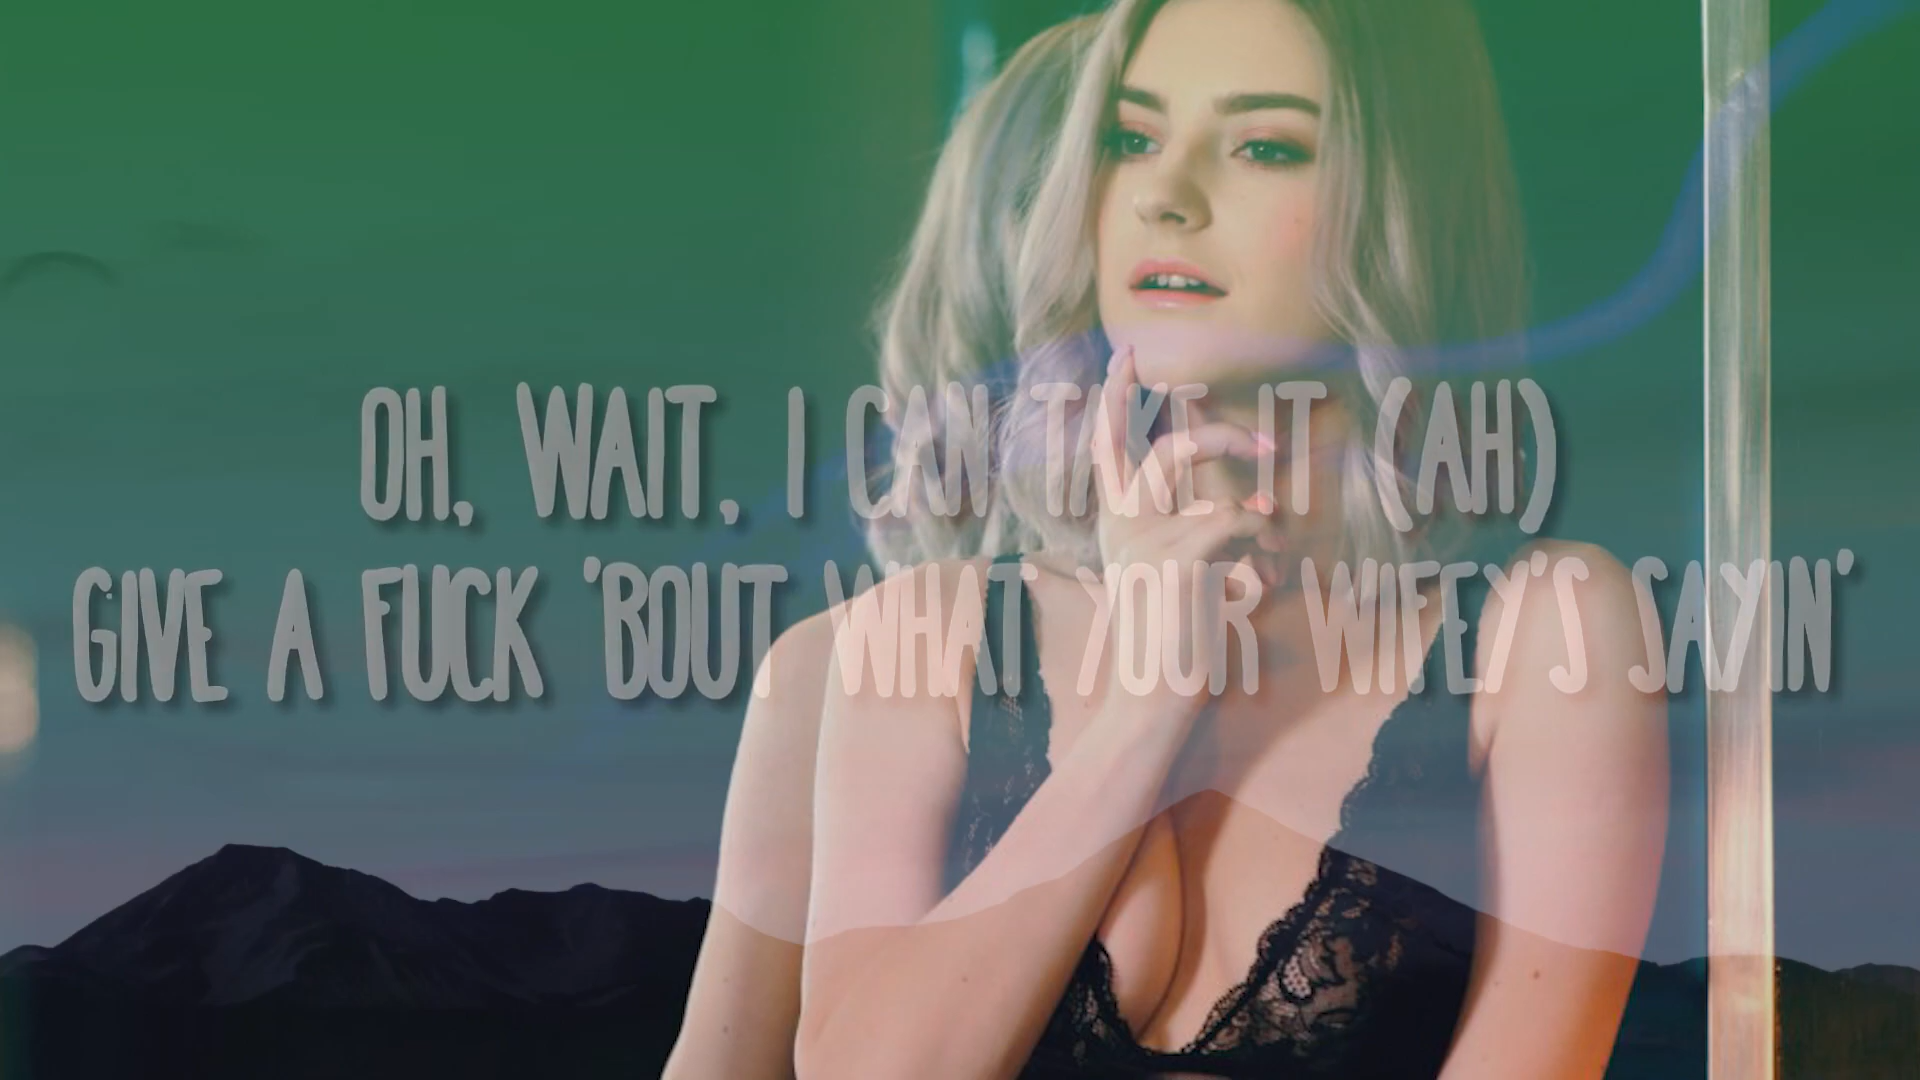 OH, WAIT, I CAN TAKE IT (AH)
GIVE A FUCK 'BOUT WHAT YOUR WIFEY'S SAYIN'